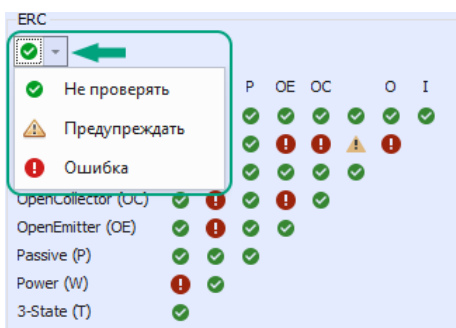 ERC
P OE OC O I
Не проверять
Предупреждать
Ошибка
OpenCollector (OC)
OpenEmitter (OE)
Passive (P)
Power (W)
3-State (T)